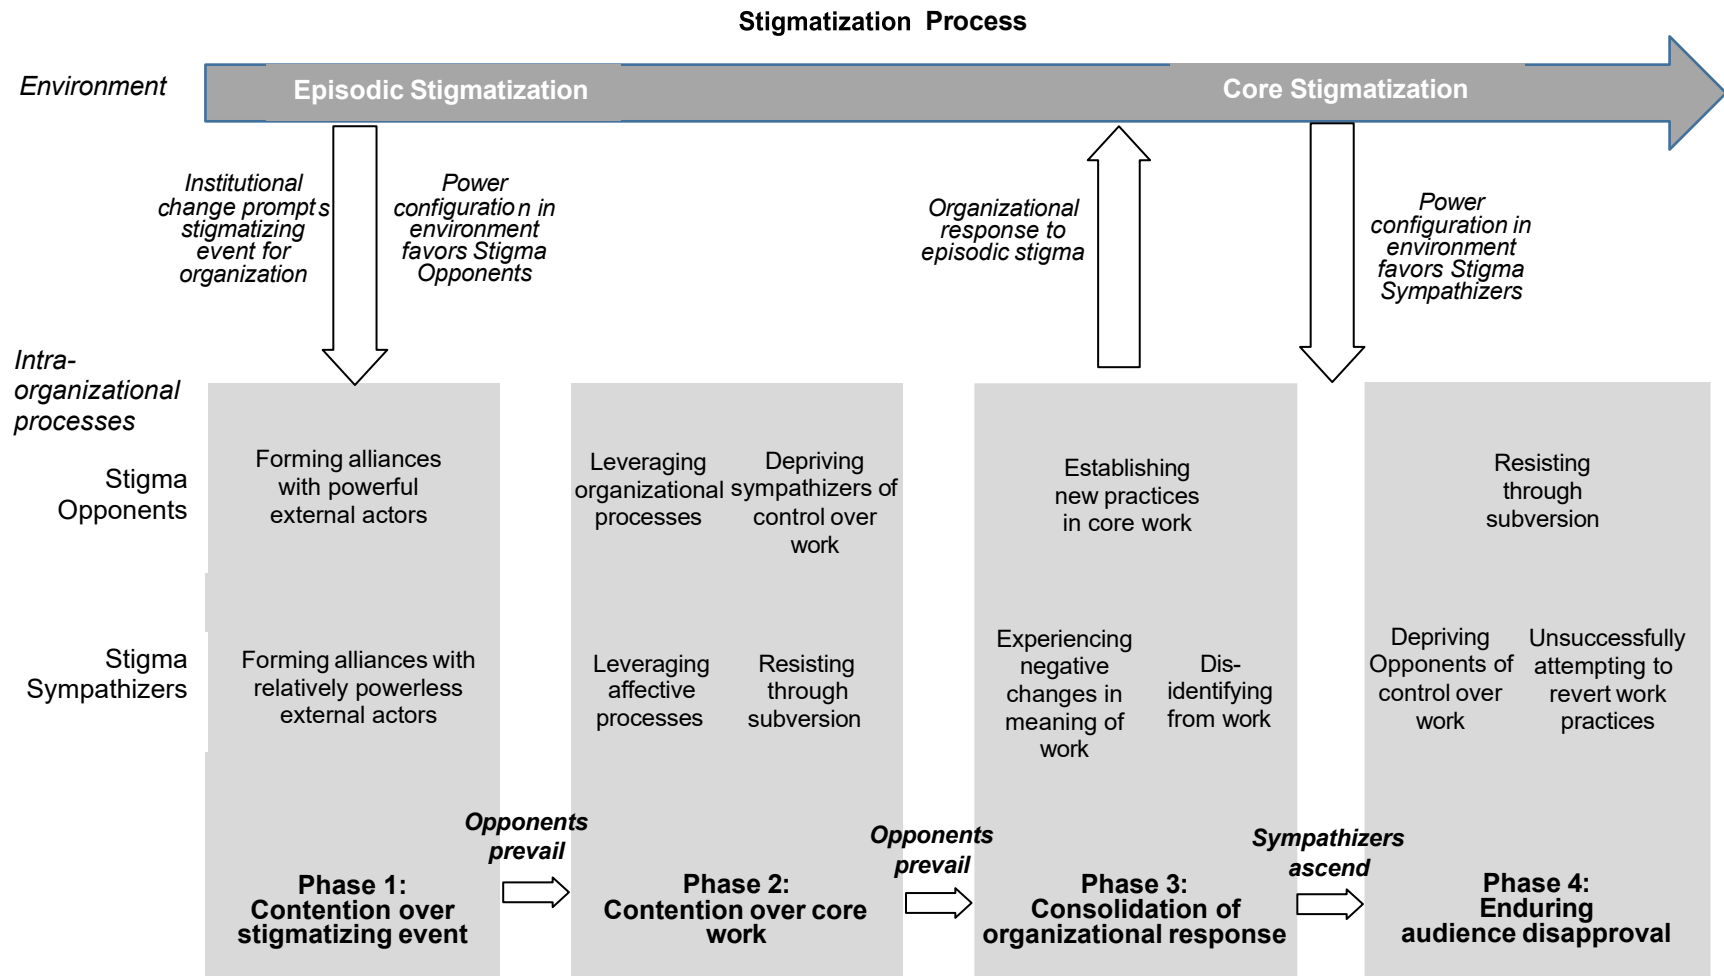 Stigmatization Process
Environment
Episodic Stigmatization
Core Stigmatization
Institutional
change prompts
stigmatizing
event for
organization
Power
configuration in
environment
favors Stigma
Opponents
Organizational
response to
episodic stigma
Power
configuration in
environment
favors Stigma
Sympathizers
Intra-
organizational
processes
Stigma
Opponents
Forming alliances
with powerful
external actors
Leveraging
organizational
processes
Depriving
sympathizers of
control over
work
Establishing
new practices
in core work
Resisting
through
subversion
Stigma
Sympathizers
Forming alliances with
relatively powerless
external actors
Leveraging
affective
processes
Resisting
through
subversion
Experiencing
negative
changes in
meaning of
work
Dis-
identifying
from work
Depriving
Opponents of
control over
work
Unsuccessfully
attempting to
revert work
practices
Opponents
prevail
Opponents
prevail
Sympathizers
ascend
Phase 1:
Contention over
stigmatizing event
Phase 2:
Contention over core
work
Phase 3:
Consolidation of
organizational response
Phase 4:
Enduring
audience disapproval